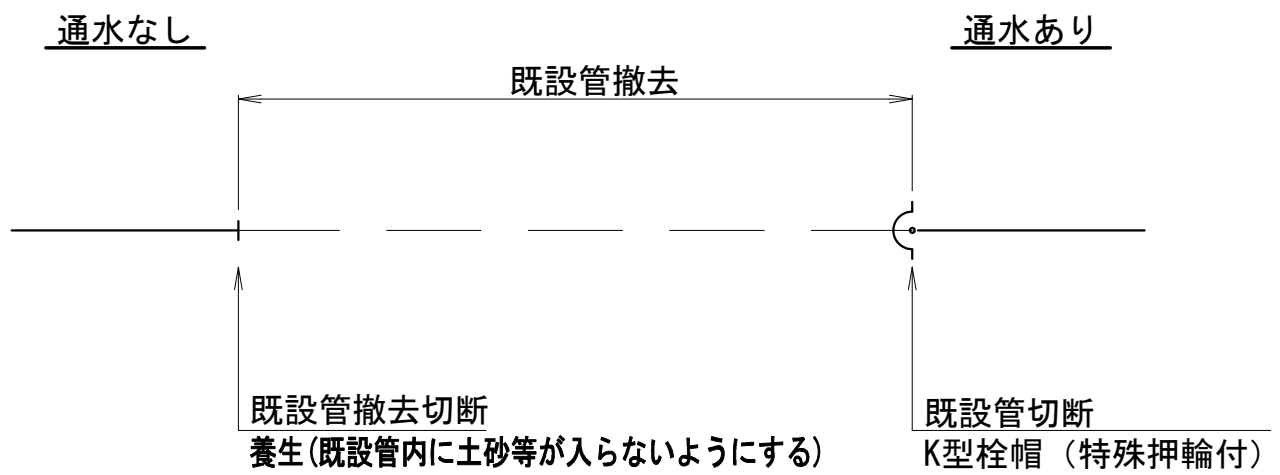 通水なし
通水あり
既設管撤去
既設管撤去切断
養生(既設管内に土砂等が入らないようにする)
既設管切断
K型栓帽（特殊押輪付）